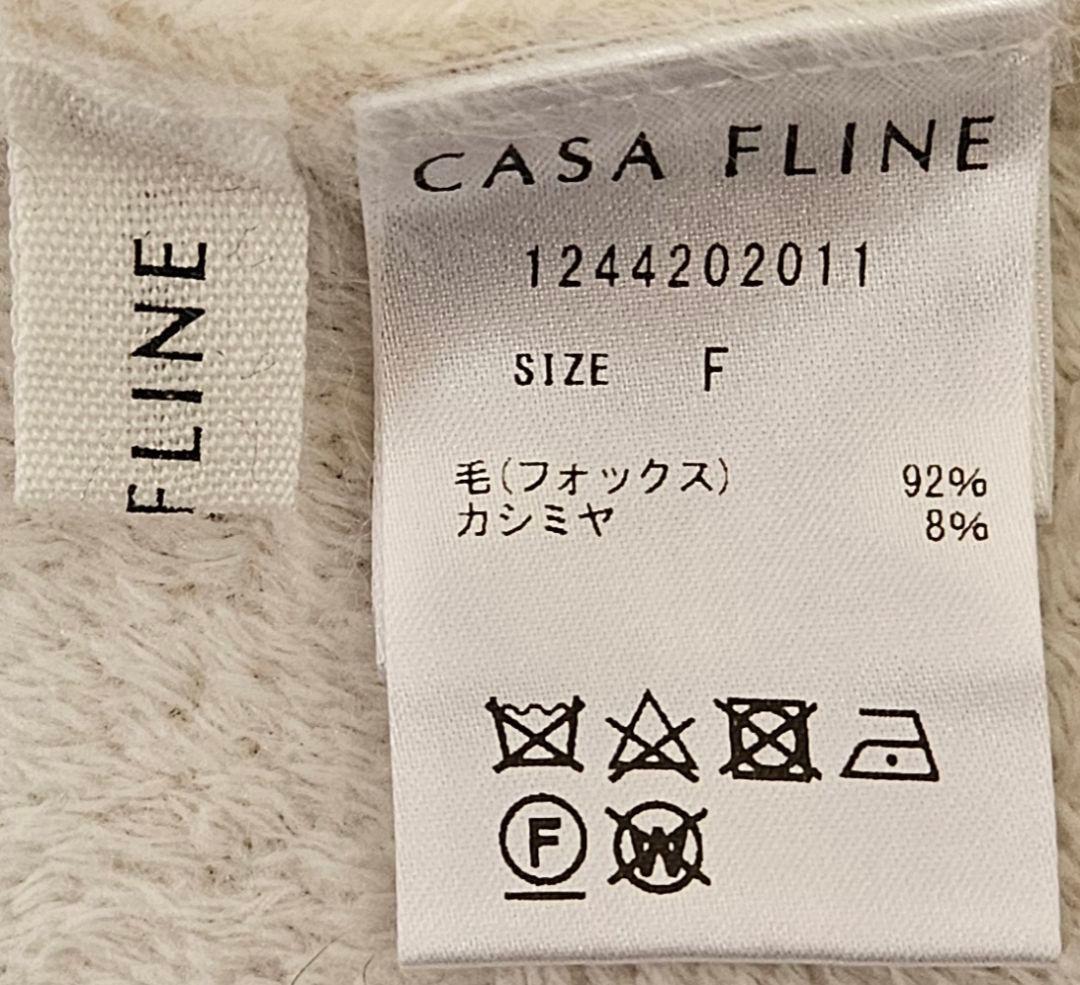 FLINE
CASA FLINE
1244202011
SIZE F
毛(フォックス) 92%
カシミヤ 8%
F W